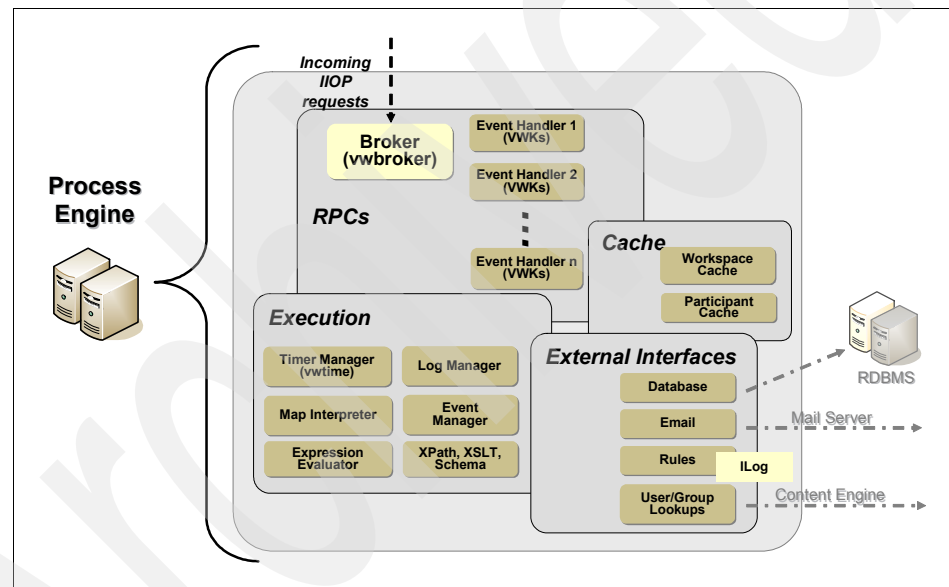 Incoming
IIOP
requests
Process
Engine
Broker
(vwbroker)
RPCs
Event Handler 1
(VWKs)
Event Handler 2
(VWKs)
Event Handler n
(VWKs)
Cache
Workspace
Cache
Participant
Cache
Execution
Timer Manager
(vwtime)
Log Manager
Map Interpreter
Event
Manager
Expression
Evaluator
XPath, XSLT,
Schema
External Interfaces
Database
Email
Rules
ILog
User/Group
Lookups
RDBMS
Mail Server
Content Engine